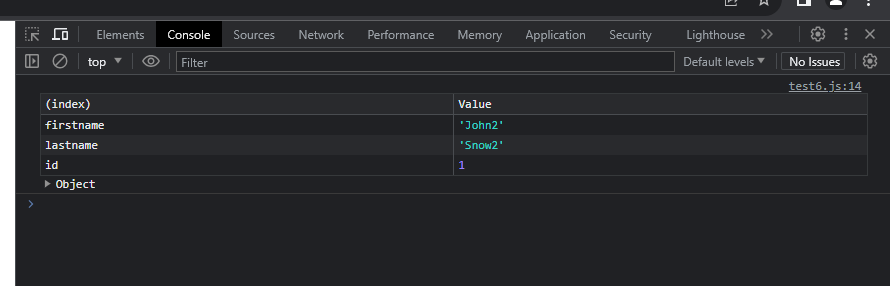 Elements Console Sources Network Performance Memory Application Security Lighthouse
top Filter Default levels No Issues
test6.js:14
(index) Value
firstname 'John2'
lastname 'Snow2'
id 1
Object